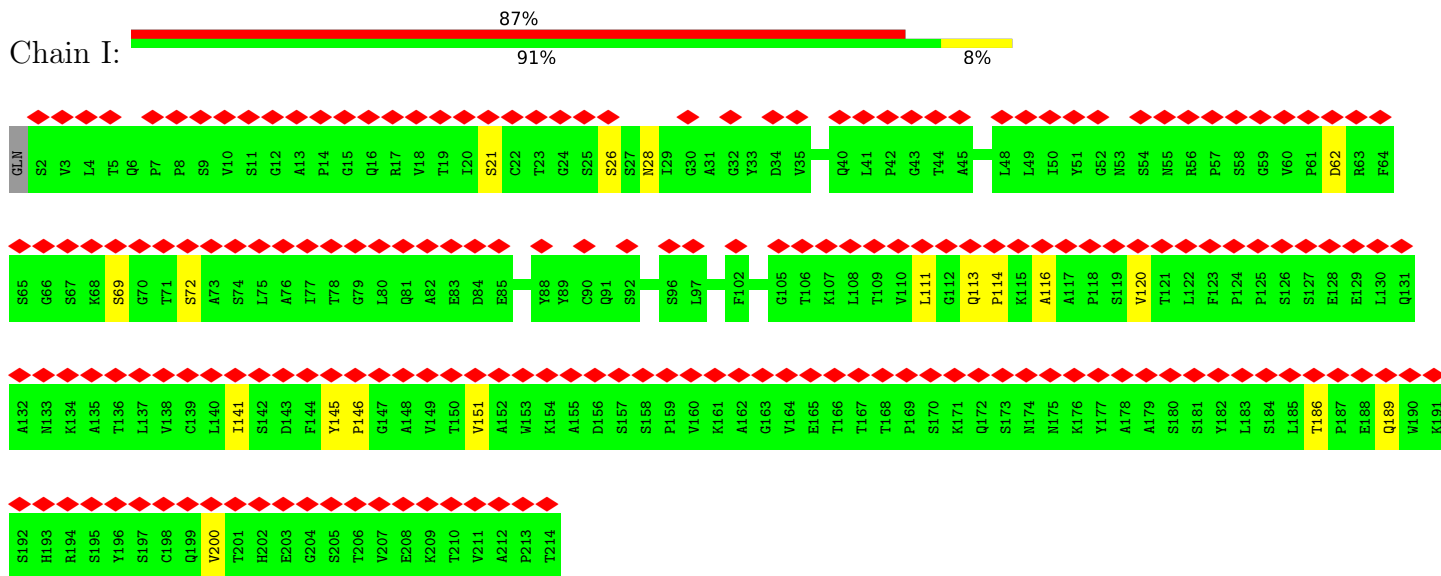 87%
Chain I:
91% 8%
GLN S2 V3 L4 T5 Q6 P7 P8 S9 V10 S11 G12 A13 P14 G15 Q16 R17 V18 T19 I20 S21 C22 T23 G24 S25 S26 S27 N28 I29 G30 A31 G32 Y33 D34 V35 Q40 L41 P42 G43 T44 A45 L48 L49 I50 Y51 G52 N53 S54 N55 R56 P57 S58 G59 V60 P61 D62 R63 F64
S65 G66 S67 K68 S69 G70 T71 S72 A73 S74 L75 A76 I77 T78 G79 L80 Q81 A82 E83 D84 E85 Y88 Y89 C90 Q91 S92 S96 L97 F102 G105 T106 K107 L108 T109 V110 L111 G112 Q113 P114 K115 A116 A117 P118 S119 V120 T121 L122 F123 P124 P125 S126 S127 E128 E129 L130 Q131
A132 N133 K134 A135 T136 L137 V138 C139 L140 I141 S142 D143 F144 Y145 P146 G147 A148 V149 T150 V151 A152 W153 K154 A155 D156 S157 S158 P159 V160 K161 A162 G163 V164 E165 T166 T167 T168 P169 S170 K171 Q172 S173 N174 N175 K176 Y177 A178 A179 S180 S181 Y182 L183 S184 L185 T186 P187 E188 Q189 W190 K191
S192 H193 R194 S195 Y196 S197 C198 Q199 V200 T201 H202 E203 G204 S205 T206 V207 E208 K209 T210 V211 A212 P213 T214